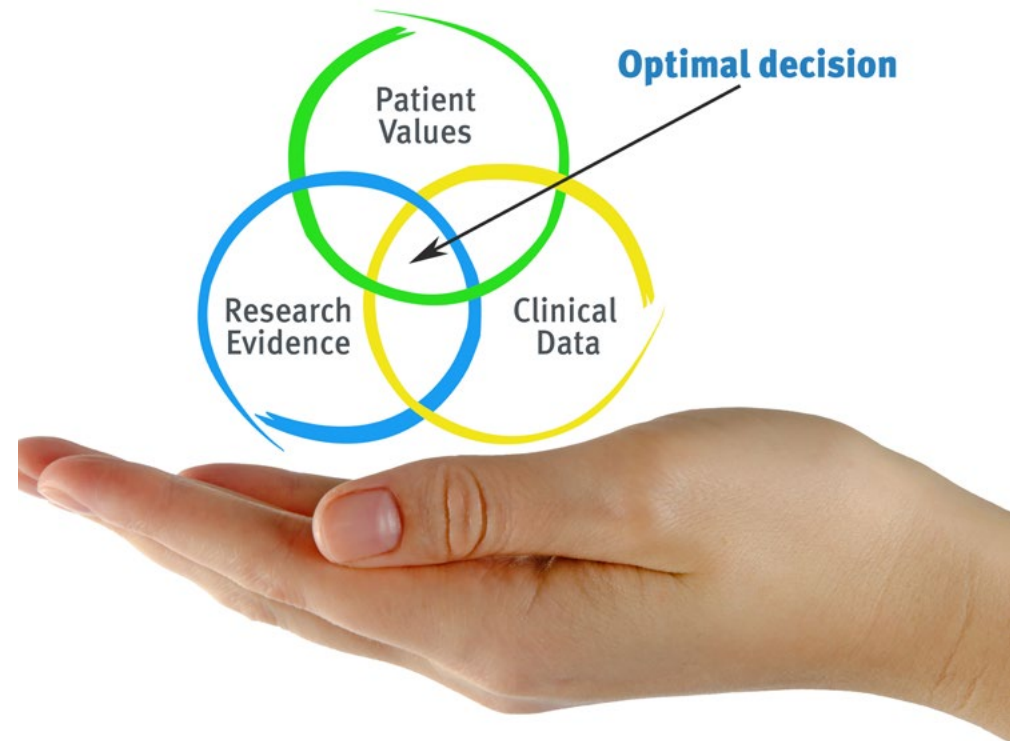 Optimal decision
Patient
Values
Research
Evidence
Clinical
Data